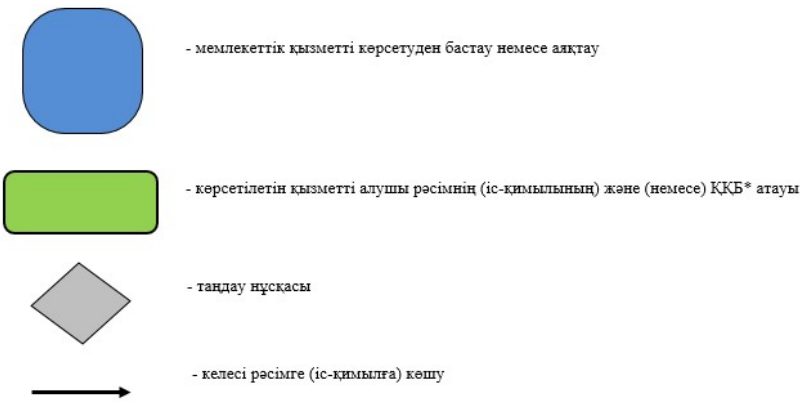 - мемлекеттік қызметті көрсетуден бастау немесе аяқтау
- көрсетілетін қызметті алушы рәсімнің (іс-қимылының) және (немесе) ҚҚБ* атауы
- таңдау нұсқасы
- келесі рәсімге (іс-қимылға) көшу